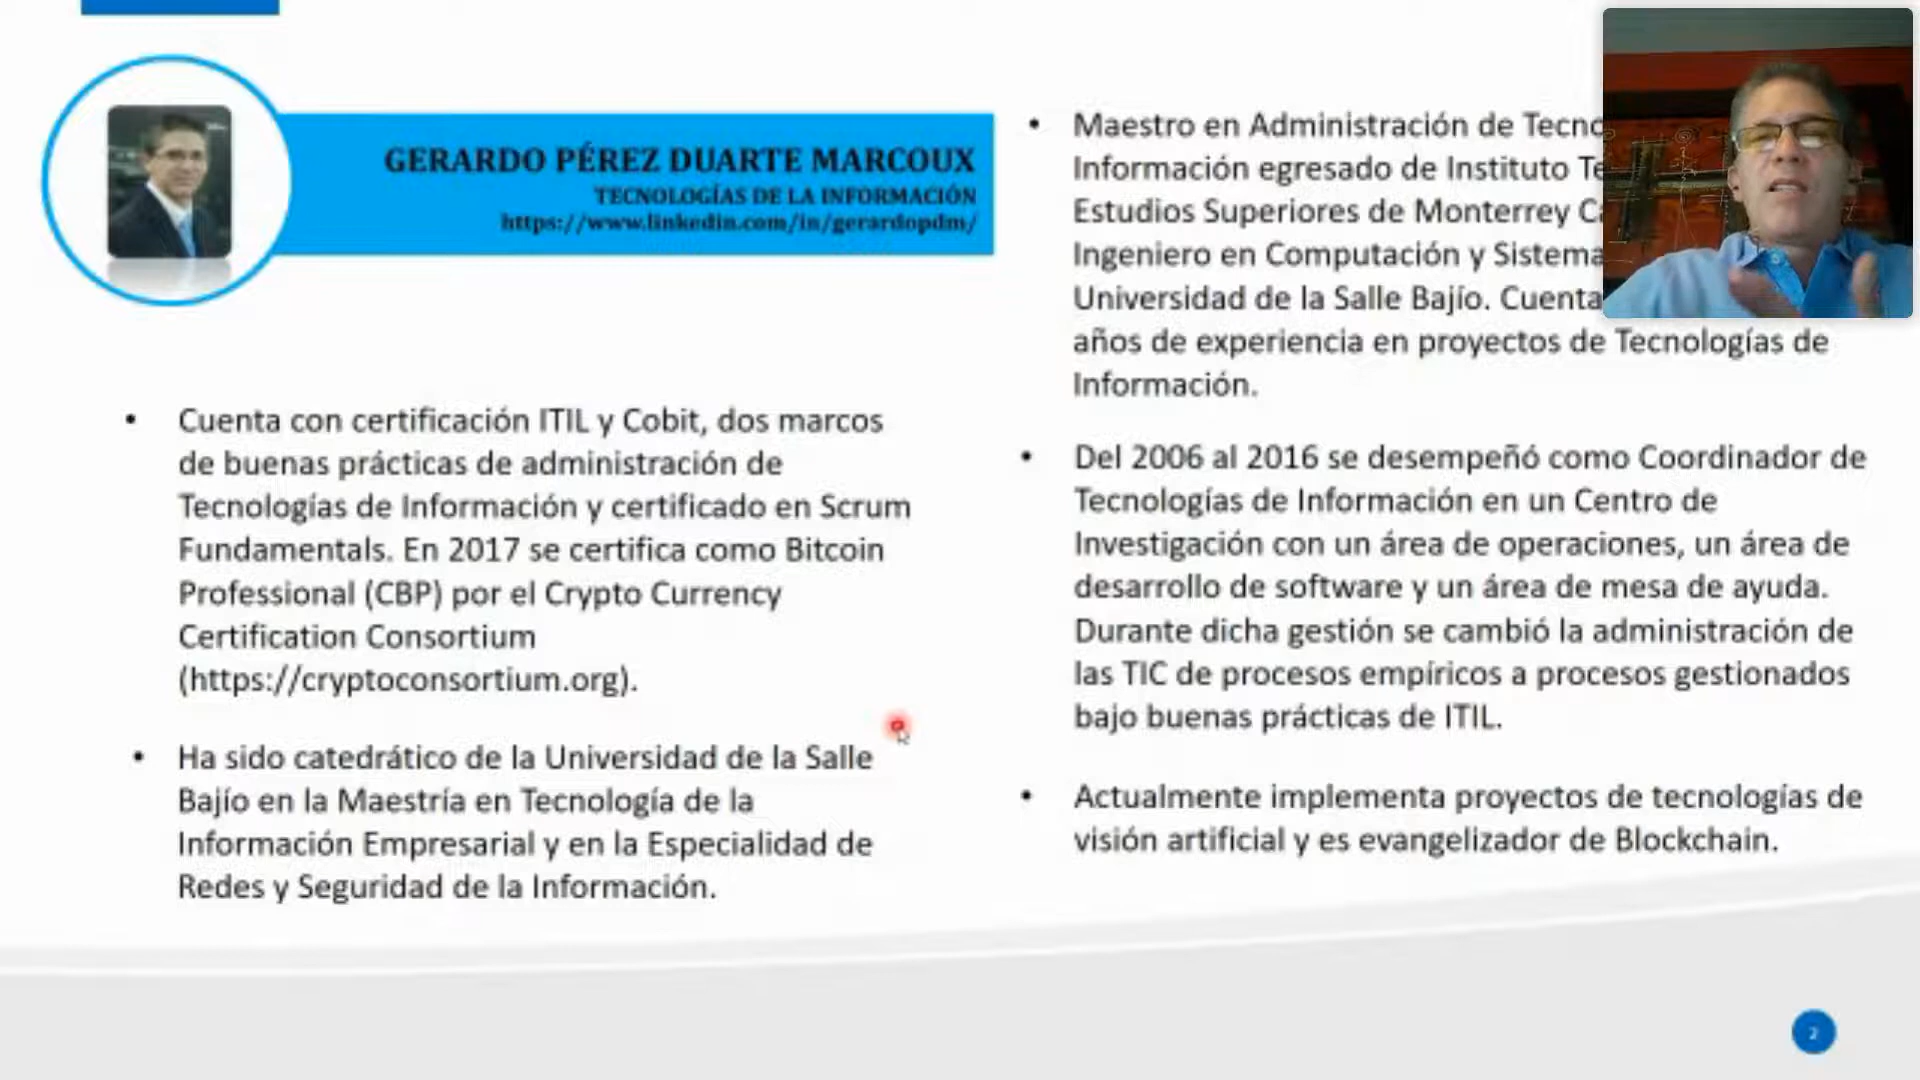 GERARDO PÉREZ DUARTE MARCOUX
TECNOLOGÍAS DE LA INFORMACIÓN
https://www.linkedin.com/in/gerardopdm/
• Cuenta con certificación ITIL y Cobit, dos marcos
de buenas prácticas de administración de
Tecnologías de Información y certificado en Scrum
Fundamentals. En 2017 se certifica como Bitcoin
Professional (CBP) por el Crypto Currency
Certification Consortium
(https://cryptoconsortium.org).
• Ha sido catedrático de la Universidad de la Salle
Bajío en la Maestría en Tecnología de la
Información Empresarial y en la Especialidad de
Redes y Seguridad de la Información.
• Maestro en Administración de
Información egresado de Instituto
Estudios Superiores de Monterrey
Ingeniero en Computación y
Universidad de la Salle Bajío. Cuenta
años de experiencia en proyectos de Tecnologías de
Información.
• Del 2006 al 2016 se desempeñó como Coordinador de
Tecnologías de Información en un Centro de
Investigación con un área de operaciones, un área de
desarrollo de software y un área de mesa de ayuda.
Durante dicha gestión se cambió la administración de
las TIC de procesos empíricos a procesos gestionados
bajo buenas prácticas de ITIL.
• Actualmente implementa proyectos de tecnologías de
visión artificial y es evangelizador de Blockchain.
2